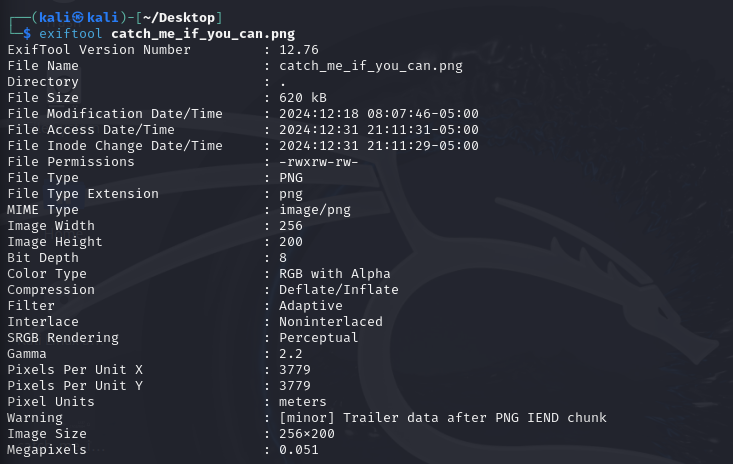 ┌──(kali㉿kali)-[~/Desktop]
└─$ exiftool catch_me_if_you_can.png
ExifTool Version Number         : 12.76
File Name                       : catch_me_if_you_can.png
Directory                       : .
File Size                       : 620 kB
File Modification Date/Time     : 2024:12:18 08:07:46-05:00
File Access Date/Time           : 2024:12:31 21:11:31-05:00
File Inode Change Date/Time     : 2024:12:31 21:11:29-05:00
File Permissions                : -rwxrw-rw-
File Type                       : PNG
File Type Extension             : png
MIME Type                       : image/png
Image Width                     : 256
Image Height                    : 200
Bit Depth                       : 8
Color Type                      : RGB with Alpha
Compression                     : Deflate/Inflate
Filter                          : Adaptive
Interlace                       : Noninterlaced
SRGB Rendering                  : Perceptual
Gamma                           : 2.2
Pixels Per Unit X               : 3779
Pixels Per Unit Y               : 3779
Pixel Units                     : meters
Warning                         : [minor] Trailer data after PNG IEND chunk
Image Size                      : 256×200
Megapixels                      : 0.051